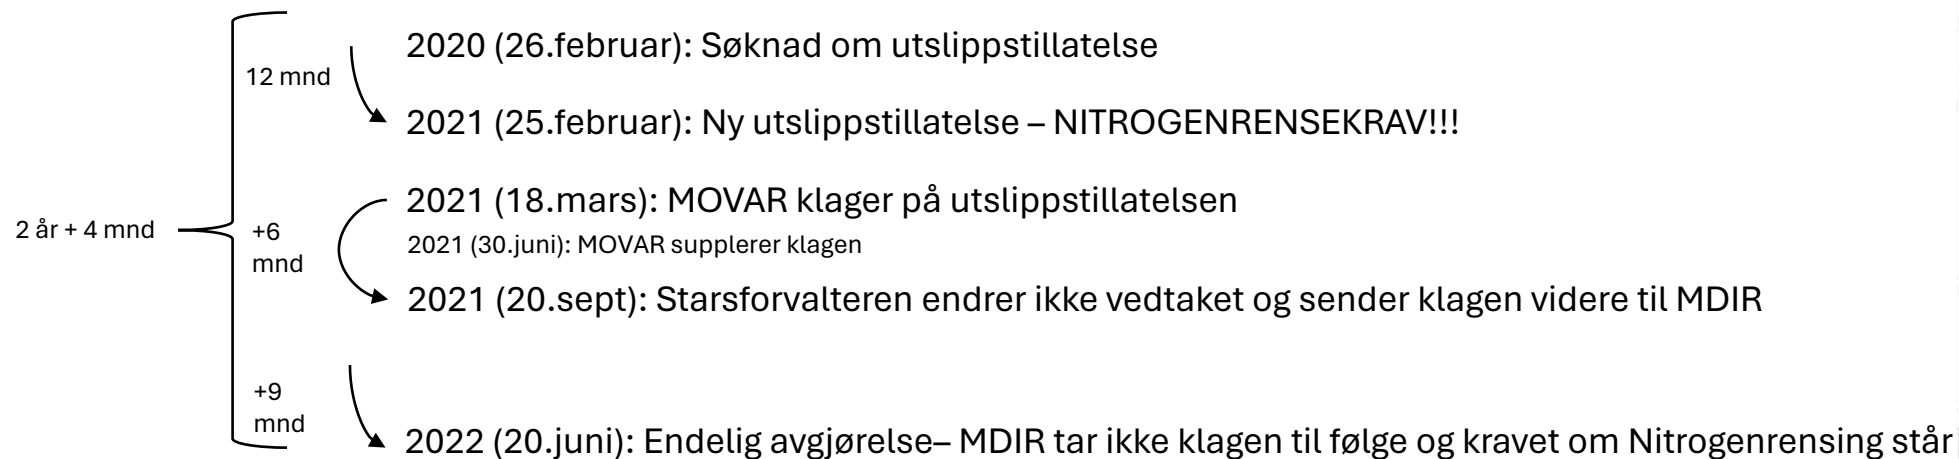 2020 (26.februar): Søknad om utslippstillatelse
12 mnd
2021 (25.februar): Ny utslippstillatelse – NITROGENRENSEKRAV!!!
2021 (18.mars): MOVAR klager på utslippstillatelsen
2 år + 4 mnd
+6
mnd
2021 (30.juni): MOVAR supplerer klagen
2021 (20.sept): Starsforvalteren endrer ikke vedtaket og sender klagen videre til MDIR
+9
mnd
2022 (20.juni): Endelig avgjørelse– MDIR tar ikke klagen til følge og kravet om Nitrogenrensing står